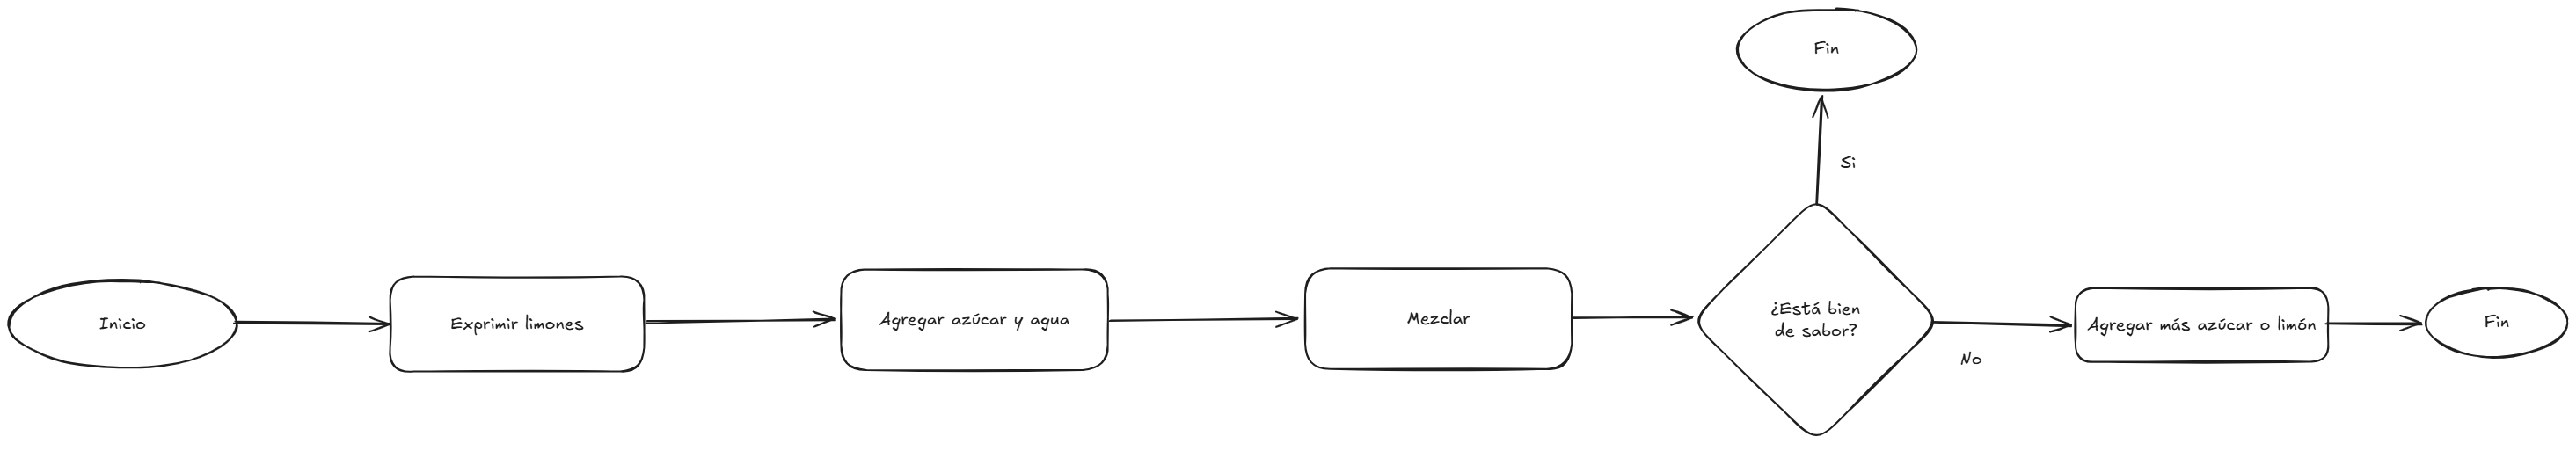 Fin
Si
Inicio
Exprimir limones
Agregar azúcar y agua
Mezclar
¿Está bien
de sabor?
No
Agregar más azúcar o limón
Fin